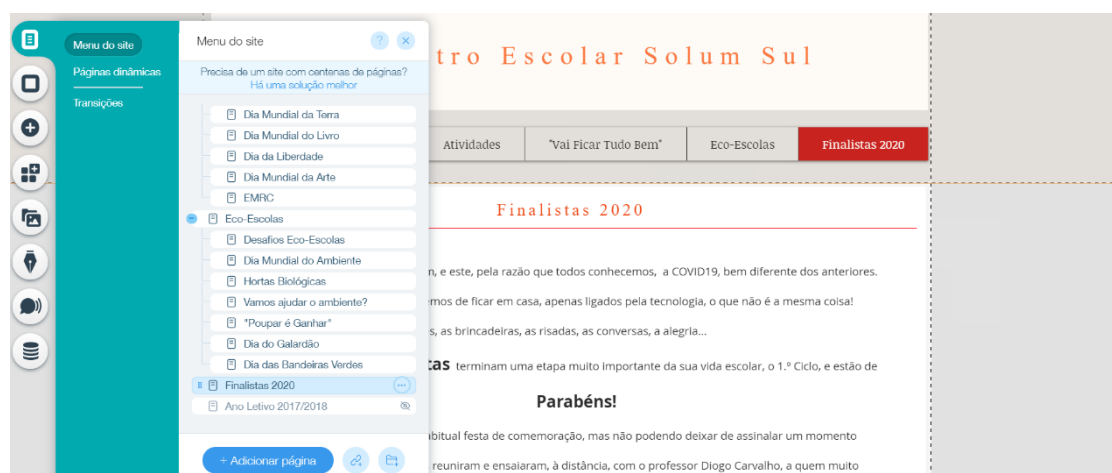 Menu do site
Páginas dinâmicas
Transições
Menu do site
?
Precisa de um site com centenas de páginas?
Há uma solução melhor
Dia Mundial da Terra
Dia Mundial do Livro
Dia da Liberdade
Dia Mundial da Arte
EMRC
Eco-Escolas
Desafios Eco-Escolas
Dia Mundial do Ambiente
Hortas Biológicas
Vamos ajudar o ambiente?
"Poupar é Ganhar"
Dia do Galardão
Dia das Bandeiras Verdes
Finalistas 2020
Ano Letivo 2017/2018
+ Adicionar página
tro Escolar Solum Sul
Atividades
"Vai Ficar Tudo Bem"
Eco-Escolas
Finalistas 2020
Finalistas 2020
, e este, pela razão que todos conhecemos, a COVID19, bem diferente dos anteriores.
emos de ficar em casa, apenas ligados pela tecnologia, o que não é a mesma coisa!
s, as brincadeiras, as risadas, as conversas, a alegria...
tas terminam uma etapa muito importante da sua vida escolar, o 1.º Ciclo, e estão de
Parabéns!
bitual festa de comemoração, mas não podendo deixar de assinalar um momento
reuniram e ensaiaram, à distância, com o professor Diogo Carvalho, a quem muito